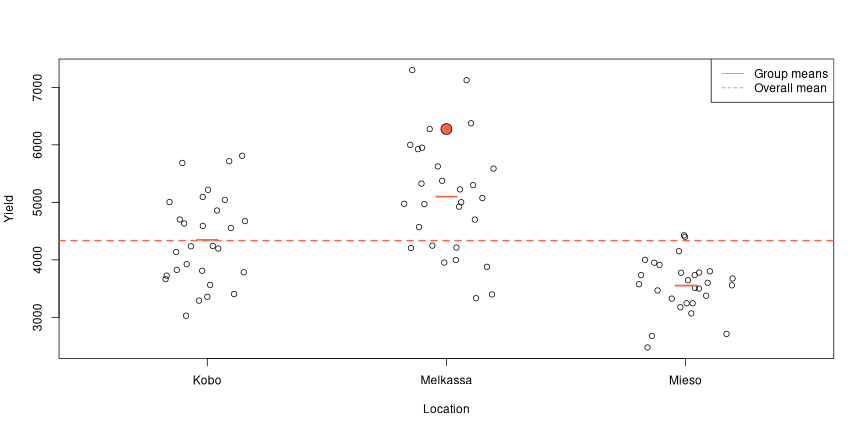 Group means
Overall mean
7000
6000
5000
4000
3000
Yield
Kobo
Melkassa
Mieso
Location